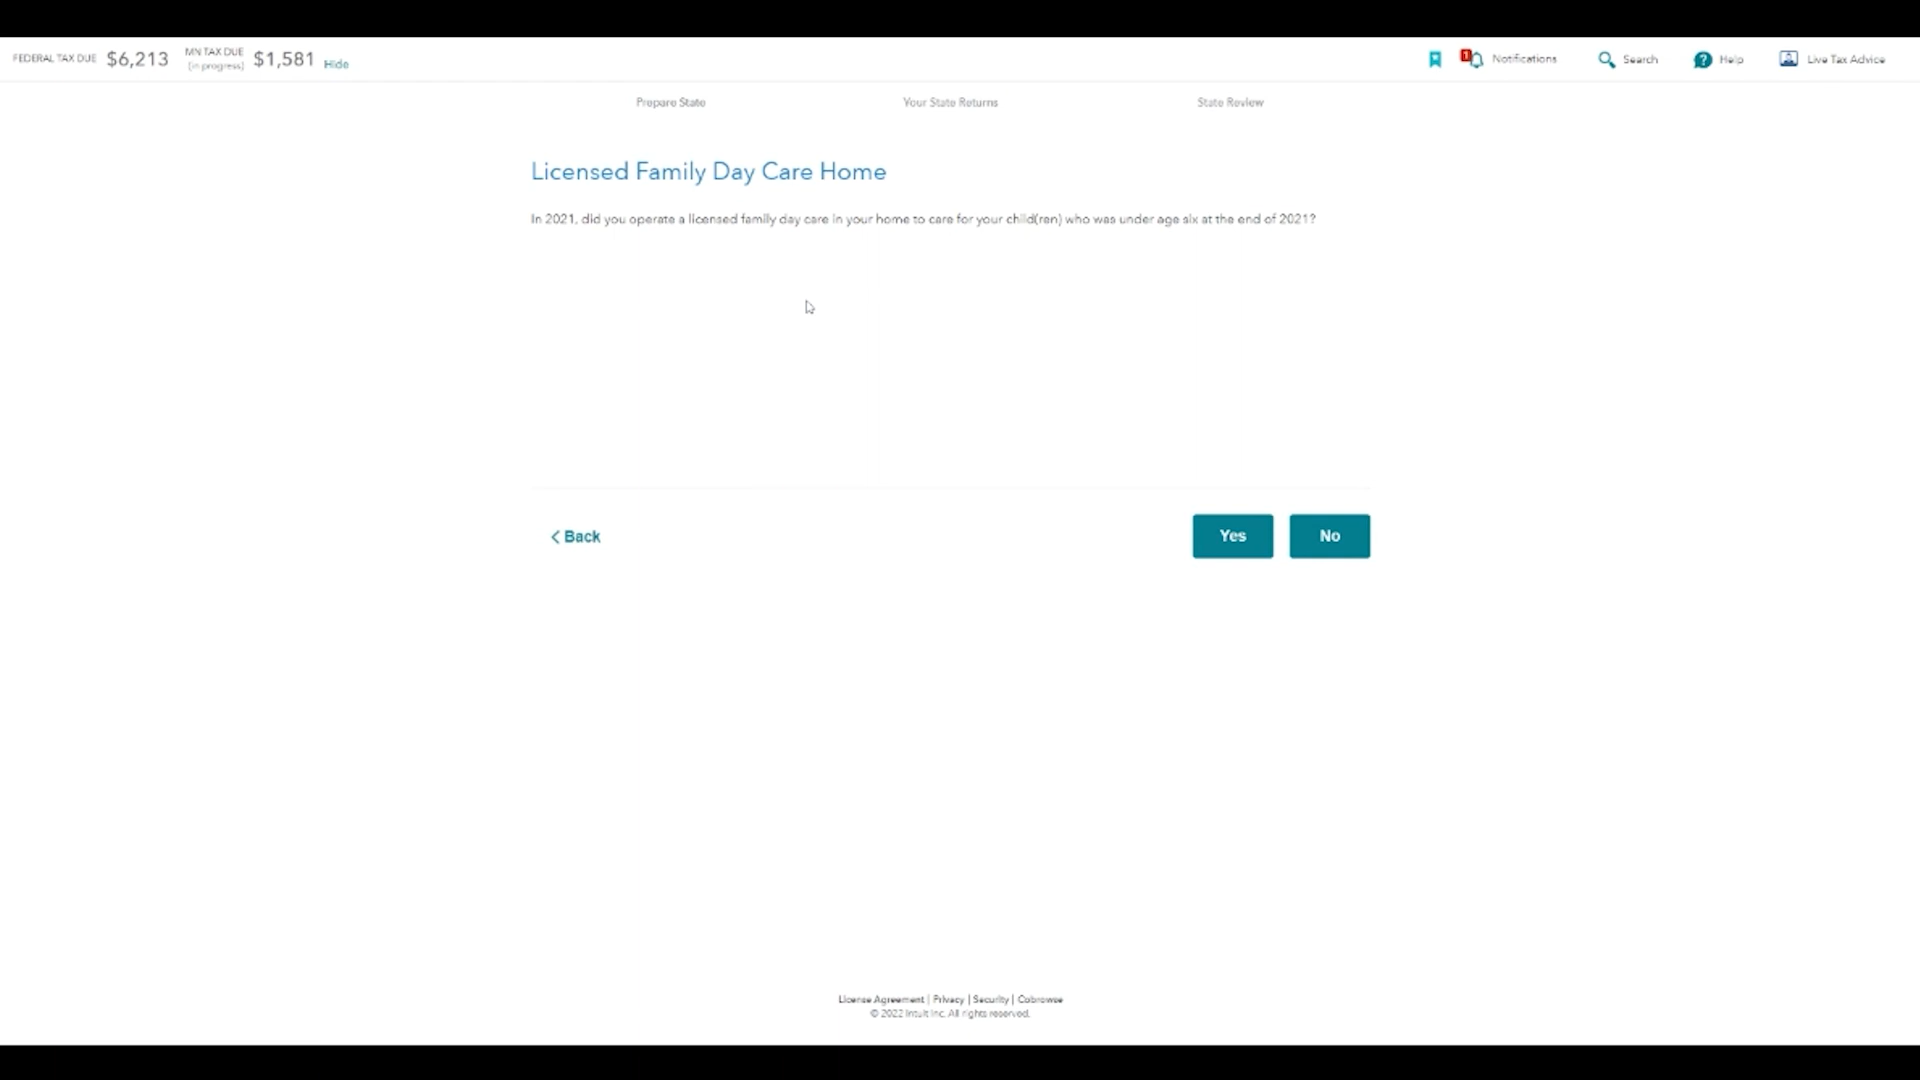 FEDERAL TAX DUE $6,213 MN TAX DUE (in progress) $1,581 Hide
1 Notifications Search ? Help Live Tax Advice
Prepare State Your State Returns State Review
Licensed Family Day Care Home
In 2021, did you operate a licensed family day care in your home to care for your child(ren) who was under age six at the end of 2021?
< Back
Yes
No
License Agreement | Privacy | Security | Cobrowse
© 2022 Intuit Inc. All rights reserved.